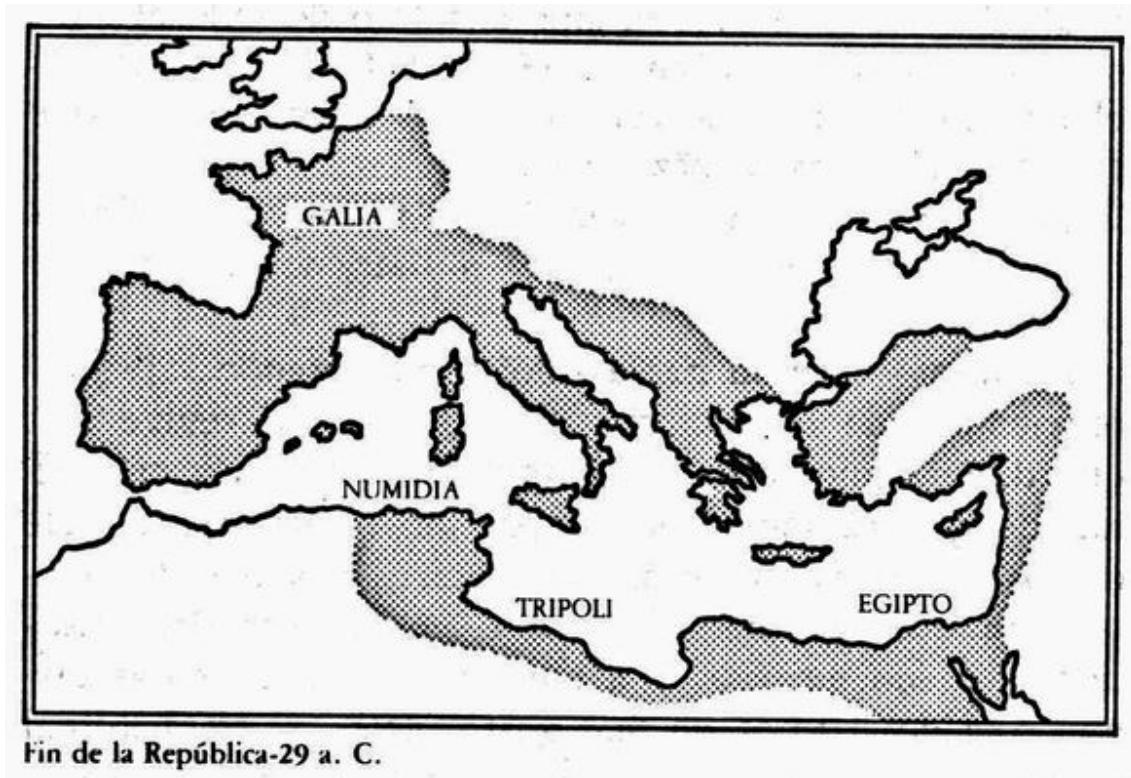 GALIA
NUMIDIA
TRIPOLI
EGIPTO
Fin de la República-29 a. C.